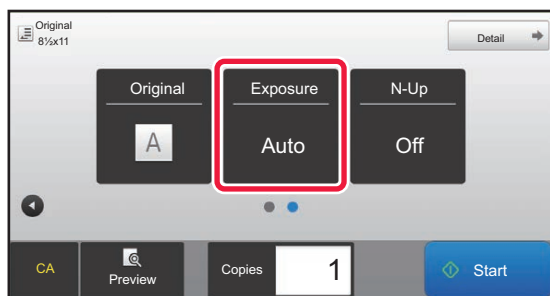 Original
8½x11
Detail
Original
Exposure
N-Up
A
Auto
Off
CA
Preview
Copies
1
Start